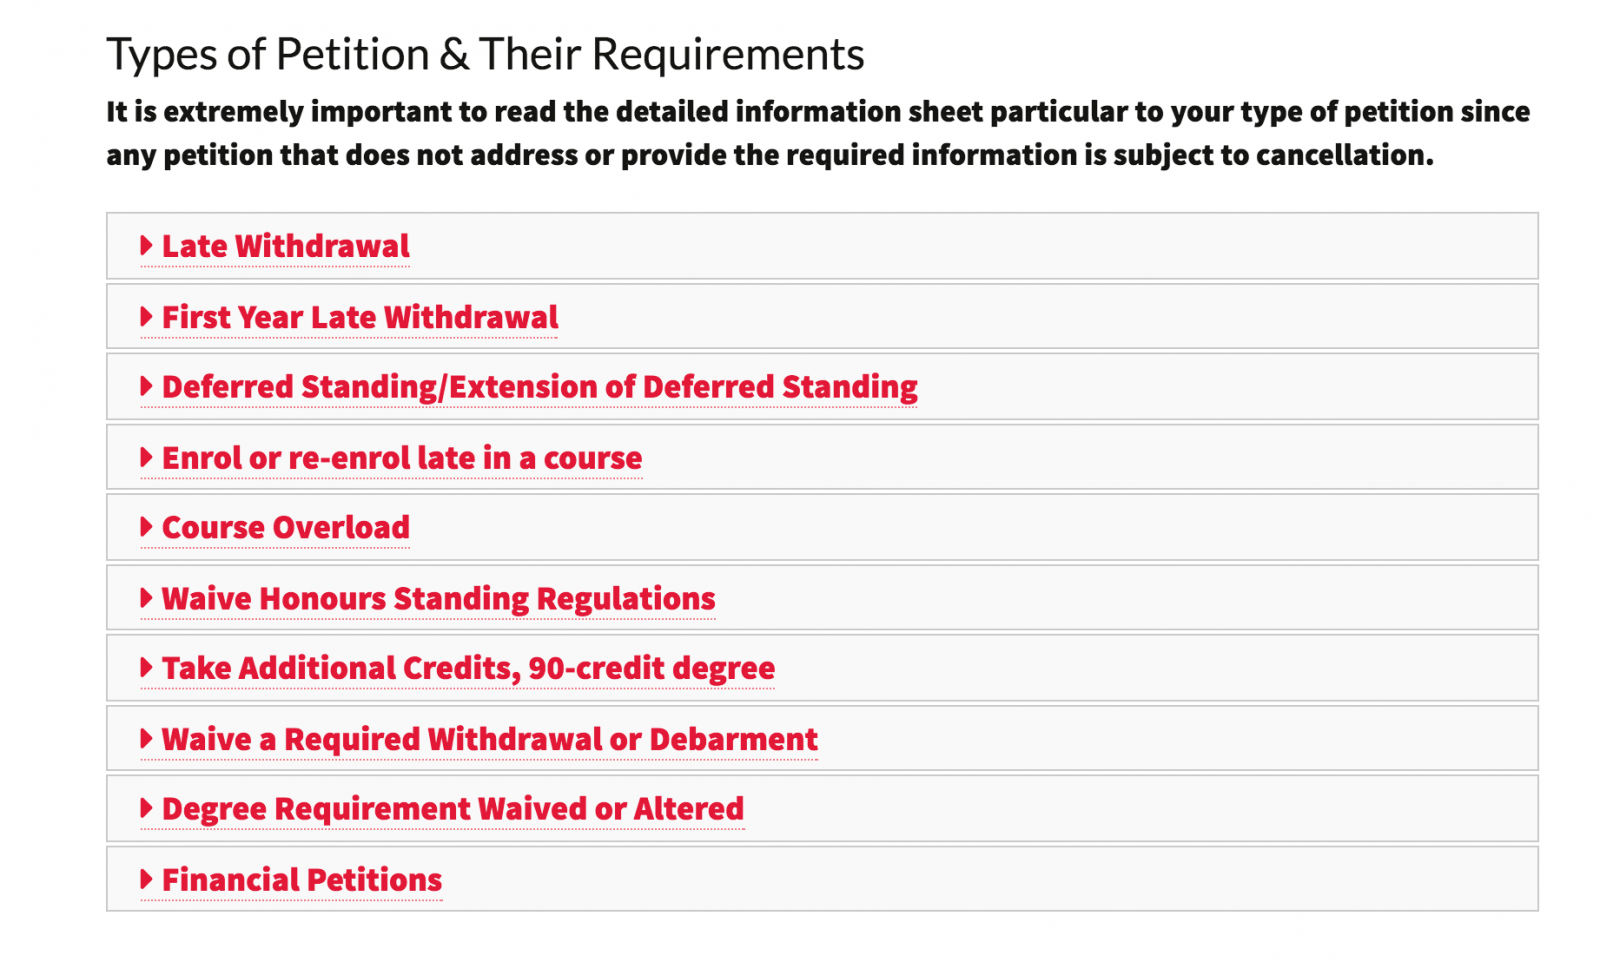 Types of Petition & Their Requirements
It is extremely important to read the detailed information sheet particular to your type of petition since
any petition that does not address or provide the required information is subject to cancellation.
Late Withdrawal
First Year Late Withdrawal
Deferred Standing/Extension of Deferred Standing
Enrol or re-enrol late in a course
Course Overload
Waive Honours Standing Regulations
Take Additional Credits, 90-credit degree
Waive a Required Withdrawal or Debarment
Degree Requirement Waived or Altered
Financial Petitions